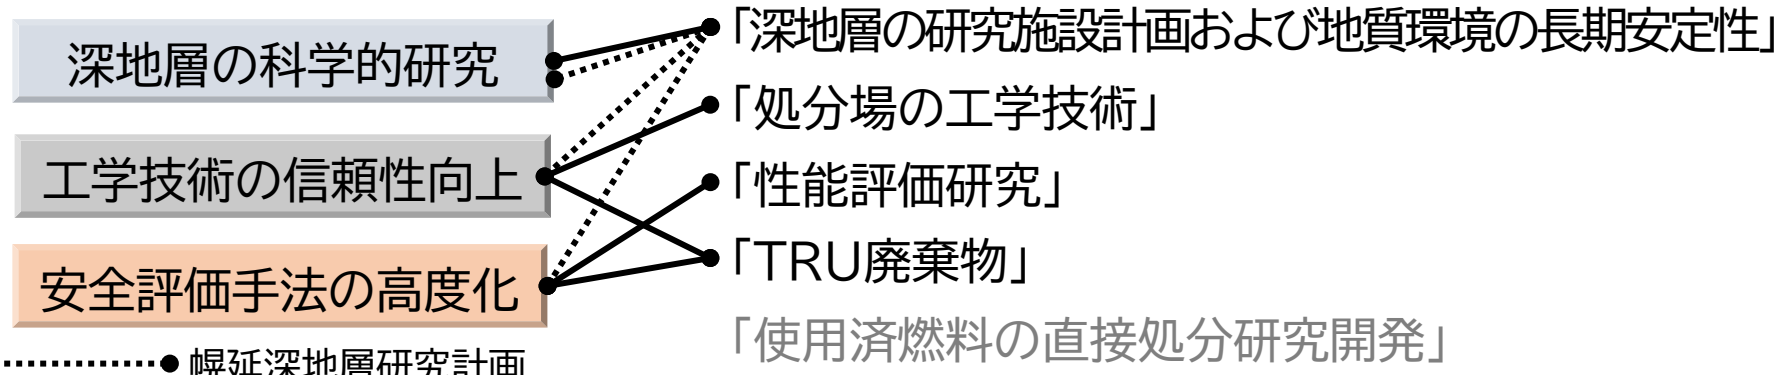 深地層の科学的研究
工学技術の信頼性向上
安全評価手法の高度化
幌延深地層研究計画
「深地層の研究施設計画および地質環境の長期安定性」
「処分場の工学技術」
「性能評価研究」
「TRU廃棄物」
「使用済燃料の直接処分研究開発」